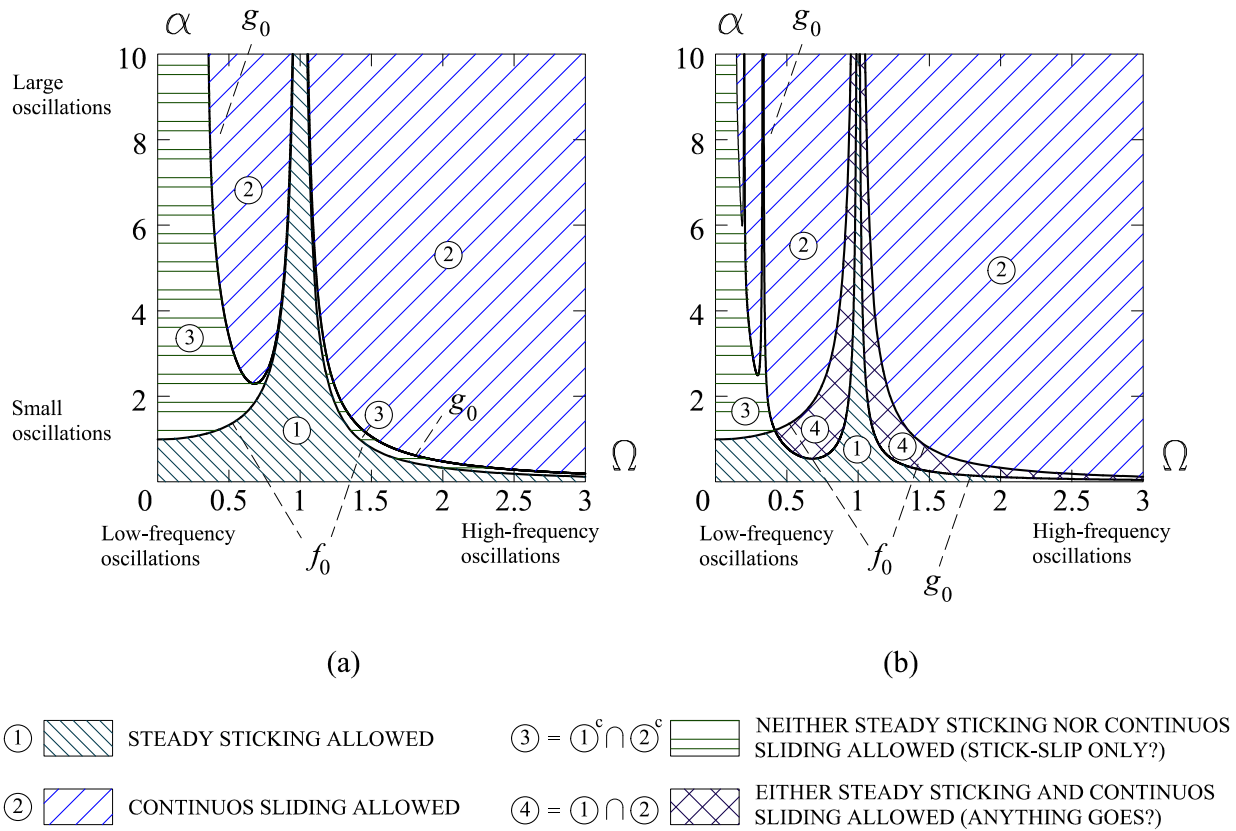 α g₀
10
8
6
4
2
0 0.5 1 1.5 2 2.5 3
Large
oscillations
Small
oscillations
2
2
3
3
1
g₀
Ω
Low-frequency
oscillations
High-frequency
oscillations
f₀
(a)
α g₀
10
8
6
4
2
0 0.5 1 1.5 2 2.5 3
2
2
3
4
1
4
Ω
Low-frequency
oscillations
High-frequency
oscillations
f₀
g₀
(b)
1 STEADY STICKING ALLOWED
2 CONTINUOS SLIDING ALLOWED
3 = 1ᶜ ∩ 2ᶜ NEITHER STEADY STICKING NOR CONTINUOS
SLIDING ALLOWED (STICK-SLIP ONLY?)
4 = 1 ∩ 2 EITHER STEADY STICKING AND CONTINUOS
SLIDING ALLOWED (ANYTHING GOES?)